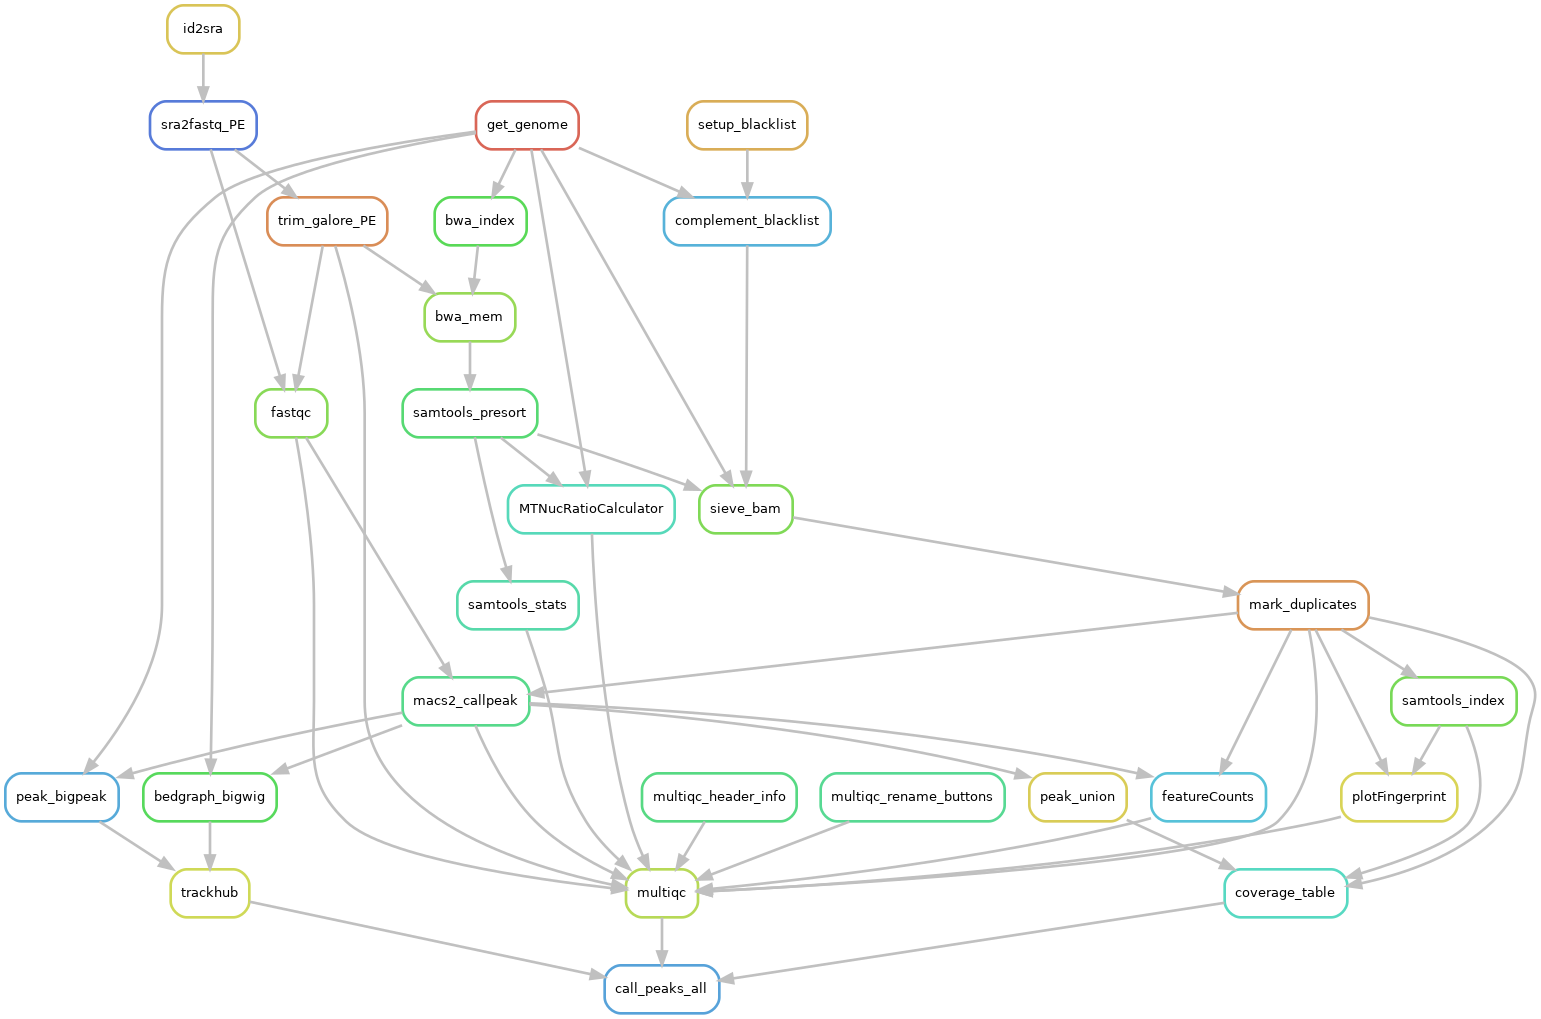 id2sra
sra2fastq_PE
get_genome
setup_blacklist
trim_galore_PE
bwa_index
complement_blacklist
bwa_mem
fastqc
samtools_presort
MTNucRatioCalculator
sieve_bam
samtools_stats
mark_duplicates
macs2_callpeak
samtools_index
peak_bigpeak
bedgraph_bigwig
multiqc_header_info
multiqc_rename_buttons
peak_union
featureCounts
plotFingerprint
trackhub
multiqc
coverage_table
call_peaks_all